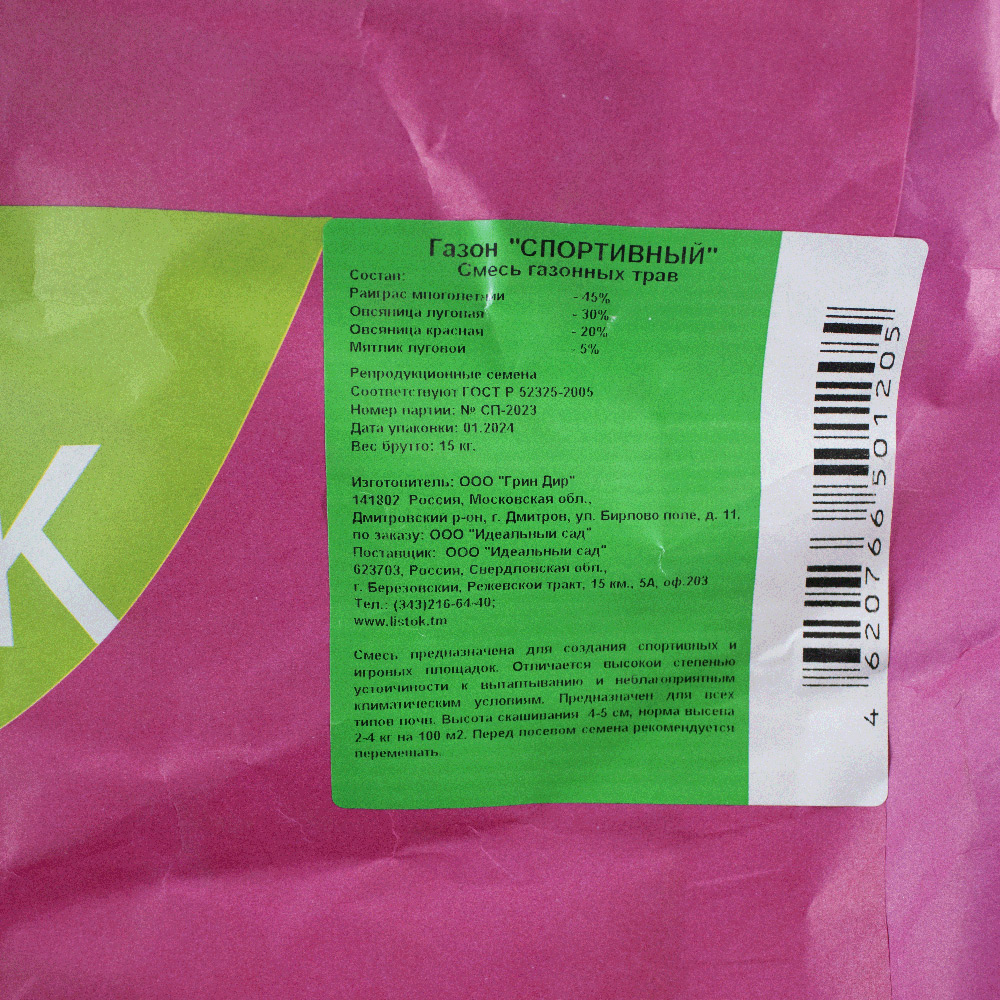 Газон "СПОРТИВНЫЙ"
Смесь газонных трав
Состав:
Райграс многолетний - 45%
Овсяница луговая - 30%
Овсяница красная - 20%
Мятлик луговой - 5%
Репродукционные семена
Соответствуют ГОСТ Р 52325-2005
Номер партии: № СП-2023
Дата упаковки: 01.2024
Вес брутто: 15 кг.
Изготовитель: ООО "Грин Дир"
141802 Россия, Московская обл.,
Дмитровский р-он, г. Дмитров, ул. Бирлово поле, д. 11,
по заказу: ООО "Идеальный сад"
Поставщик: ООО "Идеальный сад"
623703, Россия, Свердловская обл.,
г. Березовский, Режевской тракт, 15 км., 5А, оф.203
Тел.: (343)216-64-40;
www.listok.tm
Смесь предназначена для создания спортивных и
игровых площадок. Отличается высокой степенью
устойчивости к вытаптыванию и неблагоприятным
климатическим условиям. Предназначен для всех
типов почв. Высота скашивания 4-5 см, норма высева
2-4 кг на 100 м2. Перед посевом семена рекомендуется
перемешать.
4 620766 501205
К